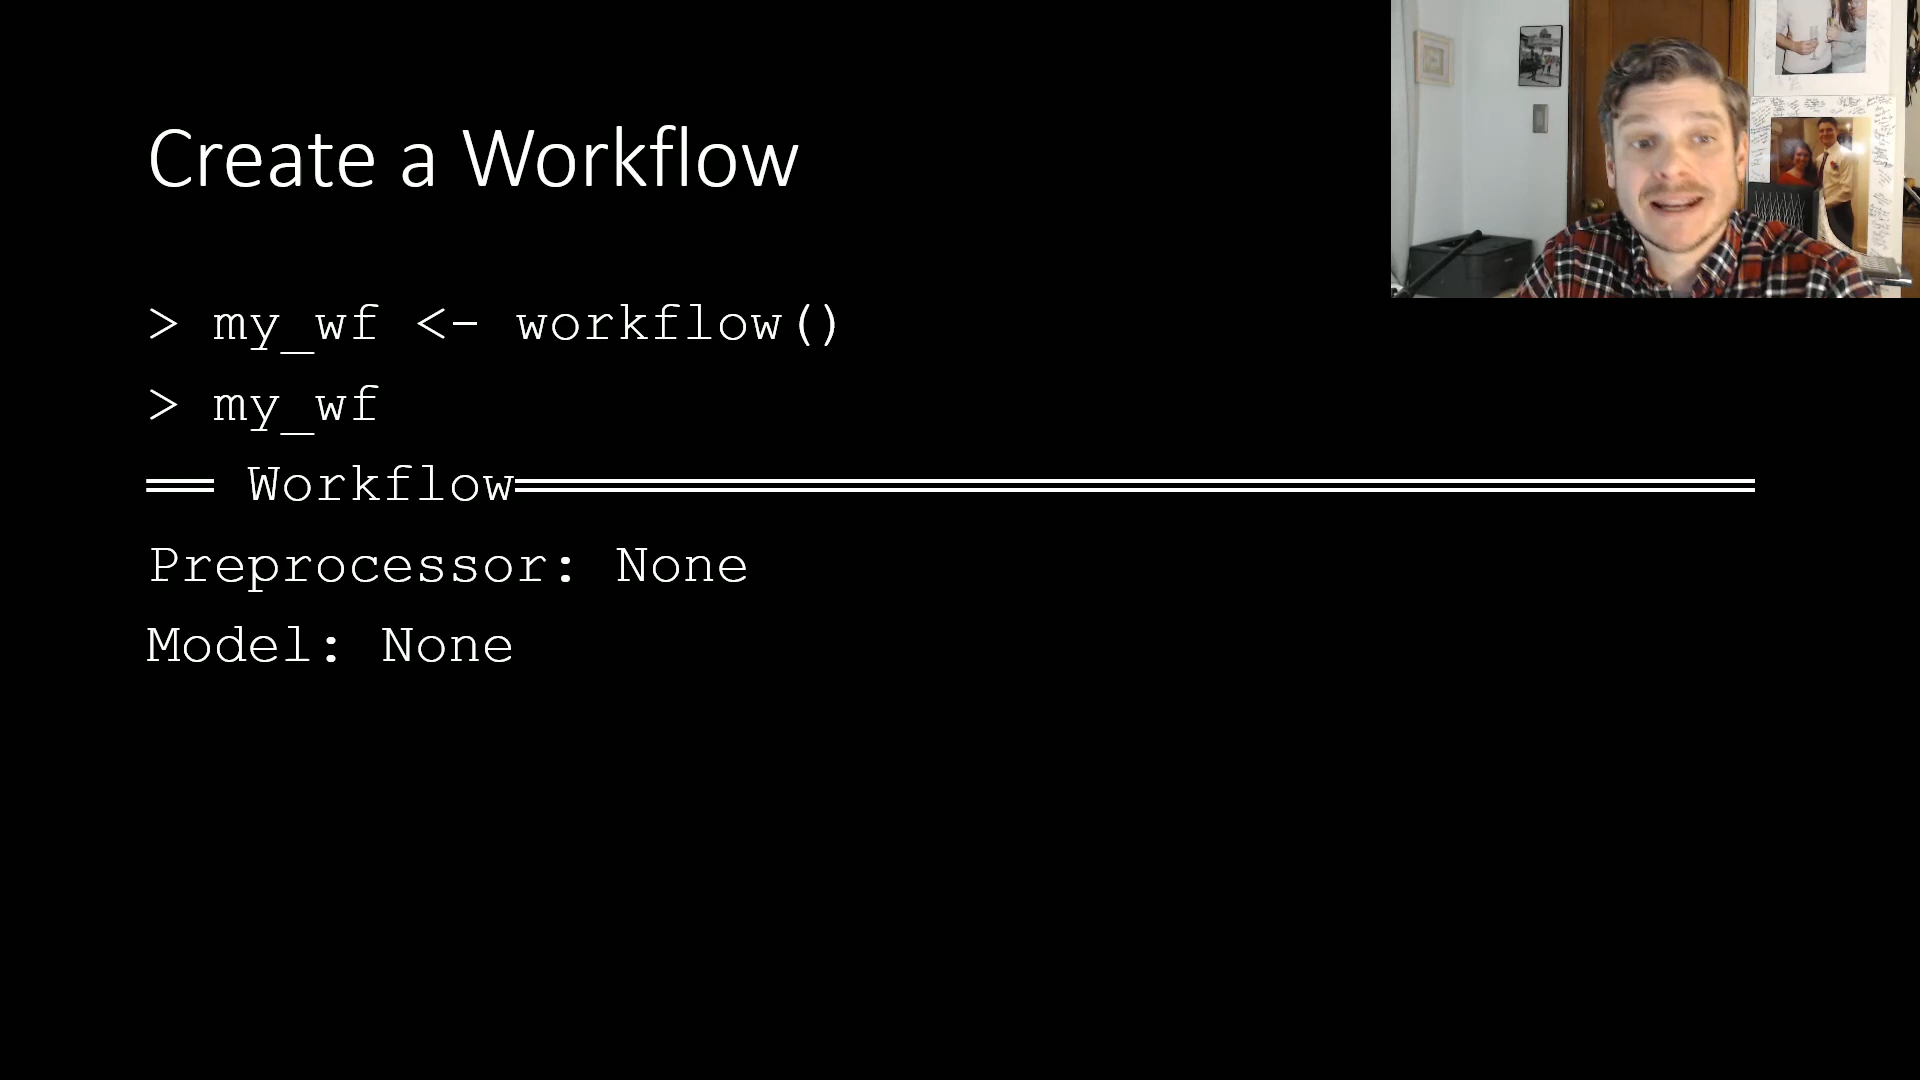 Create a Workflow
> my_wf <- workflow()
> my_wf
══ Workflow═════════════════════════════════════
Preprocessor: None
Model: None